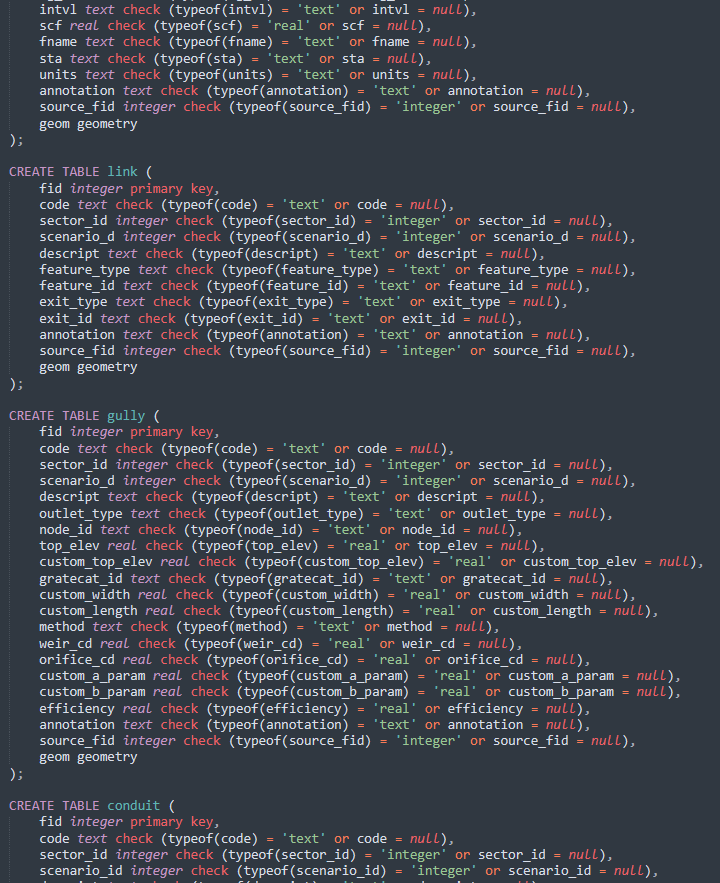 intvl text check (typeof(intvl) = 'text' or intvl = null),
scf real check (typeof(scf) = 'real' or scf = null),
fname text check (typeof(fname) = 'text' or fname = null),
sta text check (typeof(sta) = 'text' or sta = null),
units text check (typeof(units) = 'text' or units = null),
annotation text check (typeof(annotation) = 'text' or annotation = null),
source_fid integer check (typeof(source_fid) = 'integer' or source_fid = null),
geom geometry
);
CREATE TABLE link (
fid integer primary key,
code text check (typeof(code) = 'text' or code = null),
sector_id integer check (typeof(sector_id) = 'integer' or sector_id = null),
scenario_d integer check (typeof(scenario_d) = 'integer' or scenario_d = null),
descript text check (typeof(descript) = 'text' or descript = null),
feature_type text check (typeof(feature_type) = 'text' or feature_type = null),
feature_id text check (typeof(feature_id) = 'text' or feature_id = null),
exit_type text check (typeof(exit_type) = 'text' or exit_type = null),
exit_id text check (typeof(exit_id) = 'text' or exit_id = null),
annotation text check (typeof(annotation) = 'text' or annotation = null),
source_fid integer check (typeof(source_fid) = 'integer' or source_fid = null),
geom geometry
);
CREATE TABLE gully (
fid integer primary key,
code text check (typeof(code) = 'text' or code = null),
sector_id integer check (typeof(sector_id) = 'integer' or sector_id = null),
scenario_d integer check (typeof(scenario_d) = 'integer' or scenario_d = null),
descript text check (typeof(descript) = 'text' or descript = null),
outlet_type text check (typeof(outlet_type) = 'text' or outlet_type = null),
node_id text check (typeof(node_id) = 'text' or node_id = null),
top_elev real check (typeof(top_elev) = 'real' or top_elev = null),
custom_top_elev real check (typeof(custom_top_elev) = 'real' or custom_top_elev = null),
gratecat_id text check (typeof(gratecat_id) = 'text' or gratecat_id = null),
custom_width real check (typeof(custom_width) = 'real' or custom_width = null),
custom_length real check (typeof(custom_length) = 'real' or custom_length = null),
method text check (typeof(method) = 'text' or method = null),
weir_cd real check (typeof(weir_cd) = 'real' or weir_cd = null),
orifice_cd real check (typeof(orifice_cd) = 'real' or orifice_cd = null),
custom_a_param real check (typeof(custom_a_param) = 'real' or custom_a_param = null),
custom_b_param real check (typeof(custom_b_param) = 'real' or custom_b_param = null),
efficiency real check (typeof(efficiency) = 'real' or efficiency = null),
annotation text check (typeof(annotation) = 'text' or annotation = null),
source_fid integer check (typeof(source_fid) = 'integer' or source_fid = null),
geom geometry
);
CREATE TABLE conduit (
fid integer primary key,
code text check (typeof(code) = 'text' or code = null),
sector_id integer check (typeof(sector_id) = 'integer' or sector_id = null),
scenario_id integer check (typeof(scenario_id) = 'integer' or scenario_id = null),